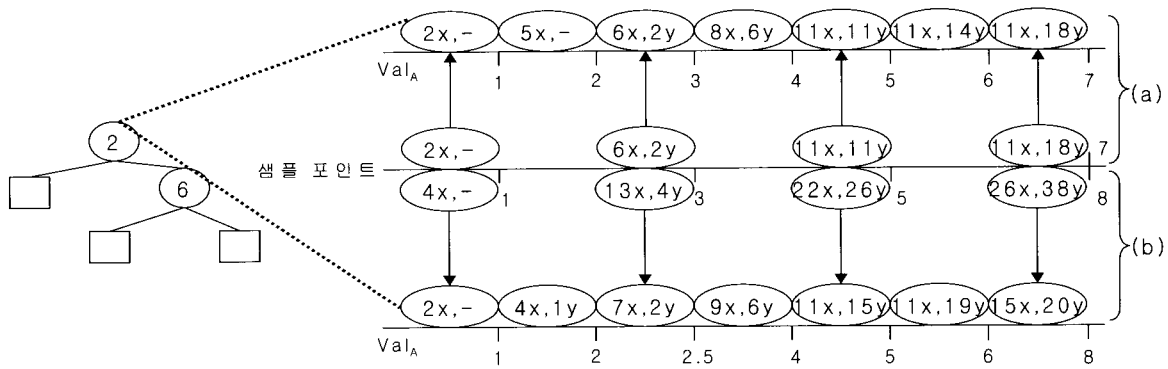 2x,- 5x,- 6x,2y 8x,6y 11x,11y 11x,14y 11x,18y
Val_A 1 2 3 4 5 6 7
(a)
2
2x,- 6x,2y 11x,11y 11x,18y 7
샘플 포인트
6
4x,- 1 13x,4y 3 22x,26y 5 26x,38y 8
(b)
2x,- 4x,1y 7x,2y 9x,6y 11x,15y 11x,19y 15x,20y
Val_A 1 2 2.5 4 5 6 8